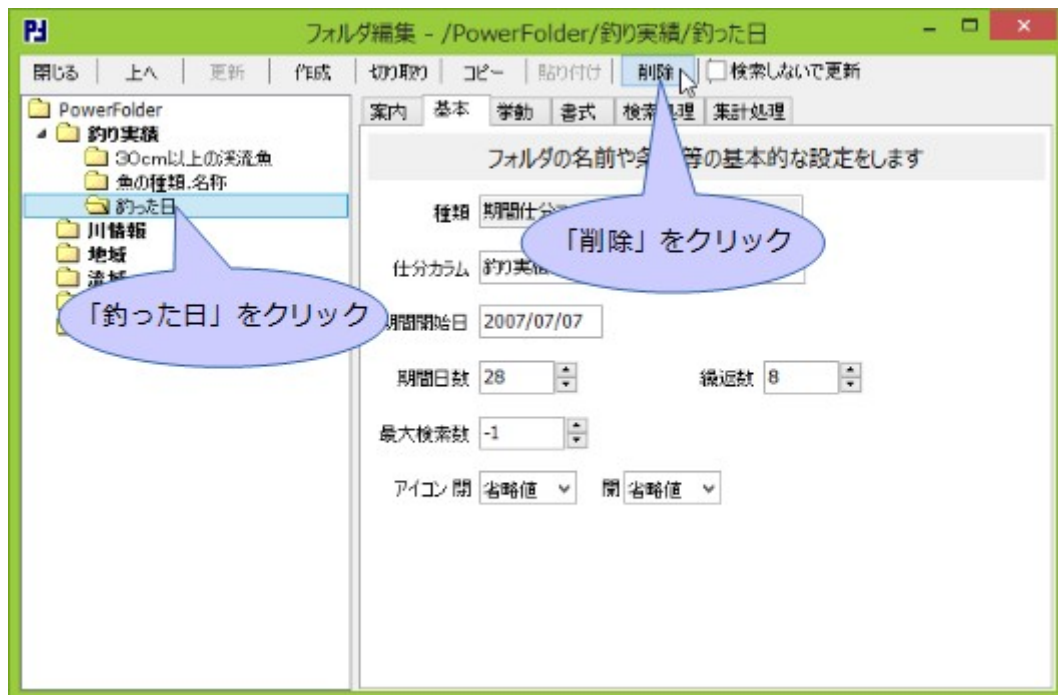 フォルダ編集 - /PowerFolder/釣り実績/釣った日
閉じる 上へ 更新 作成 切り取り コピー 貼り付け 削除 検索しないで更新
PowerFolder
釣り実績
30cm以上の渓流魚
魚の種類.名称
釣った日
川情報
地域
流域
案内 基本 挙動 書式 検索処理 集計処理
フォルダの名前や条件等の基本的な設定をします
種類 期間仕分
仕分カラム 釣り実績
期間開始日 2007/07/07
期間日数 28 繰返数 8
最大検索数 -1
アイコン 閉 省略値 開 省略値
「削除」をクリック
「釣った日」をクリック